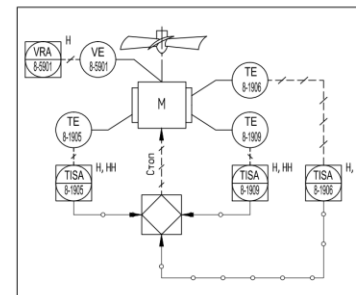 VRA
8-5901
H
VE
8-5901
TE
8-1906
M
TE
8-1905
TE
8-1909
Стоп
TISA
8-1905
H, HH
TISA
8-1909
H, HH
TISA
8-1906
H,